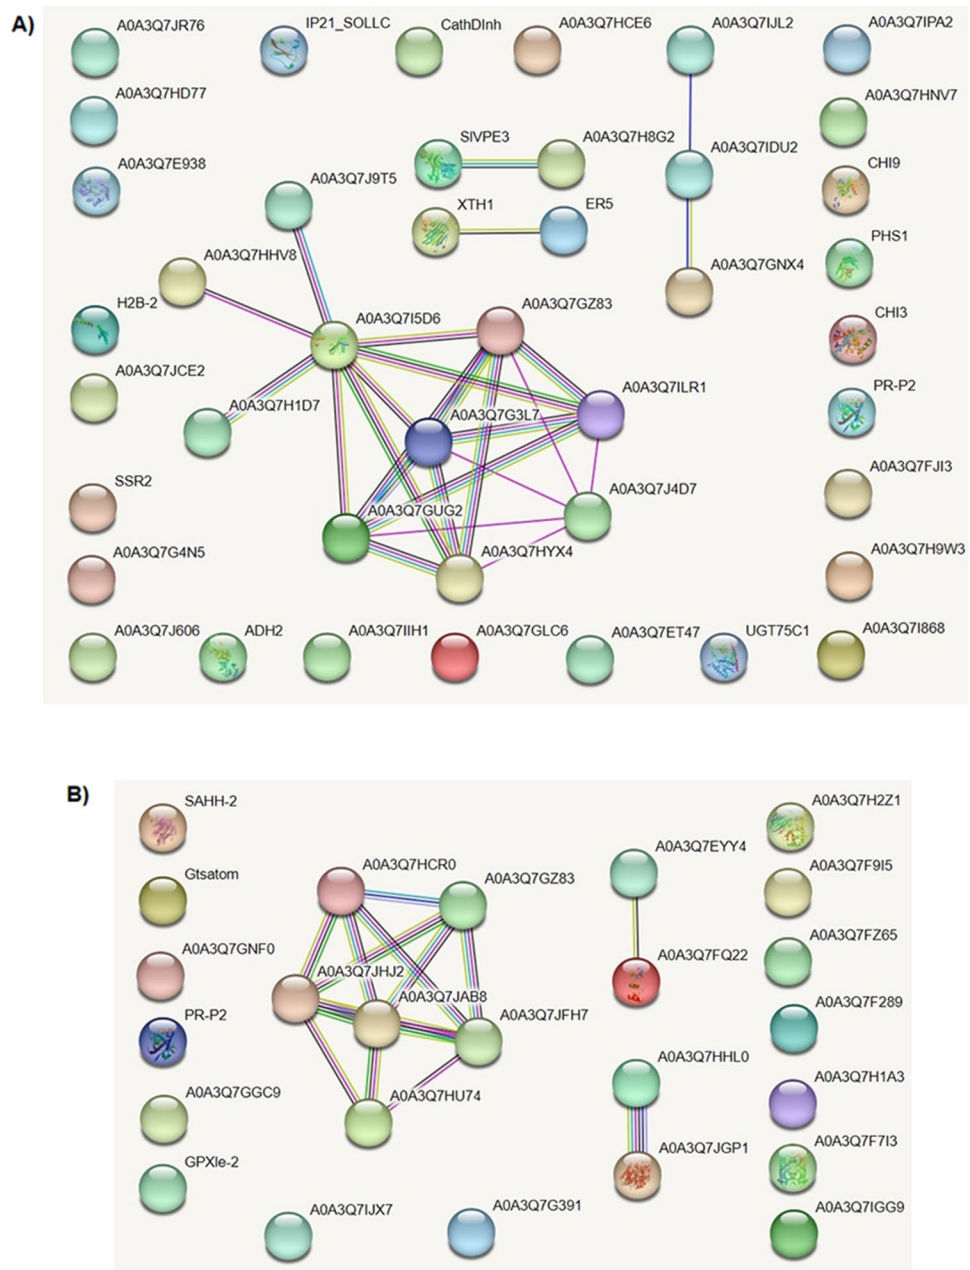 A)
A0A3Q7JR76
IP21_SOLLC
CathDInh
A0A3Q7HCE6
A0A3Q7IJL2
A0A3Q7IPA2
A0A3Q7HD77
A0A3Q7HNV7
SlVPE3
A0A3Q7H8G2
A0A3Q7IDU2
A0A3Q7E938
CHI9
A0A3Q7J9T5
XTH1
ER5
A0A3Q7HHV8
A0A3Q7GNX4
PHS1
H2B-2
A0A3Q7I5D6
A0A3Q7GZ83
CHI3
A0A3Q7JCE2
A0A3Q7H1D7
A0A3Q7G3L7
A0A3Q7ILR1
PR-P2
SSR2
A0A3Q7GUG2
A0A3Q7J4D7
A0A3Q7FJI3
A0A3Q7G4N5
A0A3Q7HYX4
A0A3Q7H9W3
A0A3Q7J606
ADH2
A0A3Q7IIH1
A0A3Q7GLC6
A0A3Q7ET47
UGT75C1
A0A3Q7I868
B)
SAHH-2
A0A3Q7H2Z1
A0A3Q7HCR0
A0A3Q7GZ83
A0A3Q7EYY4
Gtsatom
A0A3Q7F9I5
A0A3Q7GNF0
A0A3Q7JHJ2
A0A3Q7JAB8
A0A3Q7JFH7
A0A3Q7FQ22
A0A3Q7FZ65
PR-P2
A0A3Q7F289
A0A3Q7GGC9
A0A3Q7HU74
A0A3Q7HHL0
A0A3Q7H1A3
GPXle-2
A0A3Q7JGP1
A0A3Q7F7I3
A0A3Q7IJX7
A0A3Q7G391
A0A3Q7IGG9